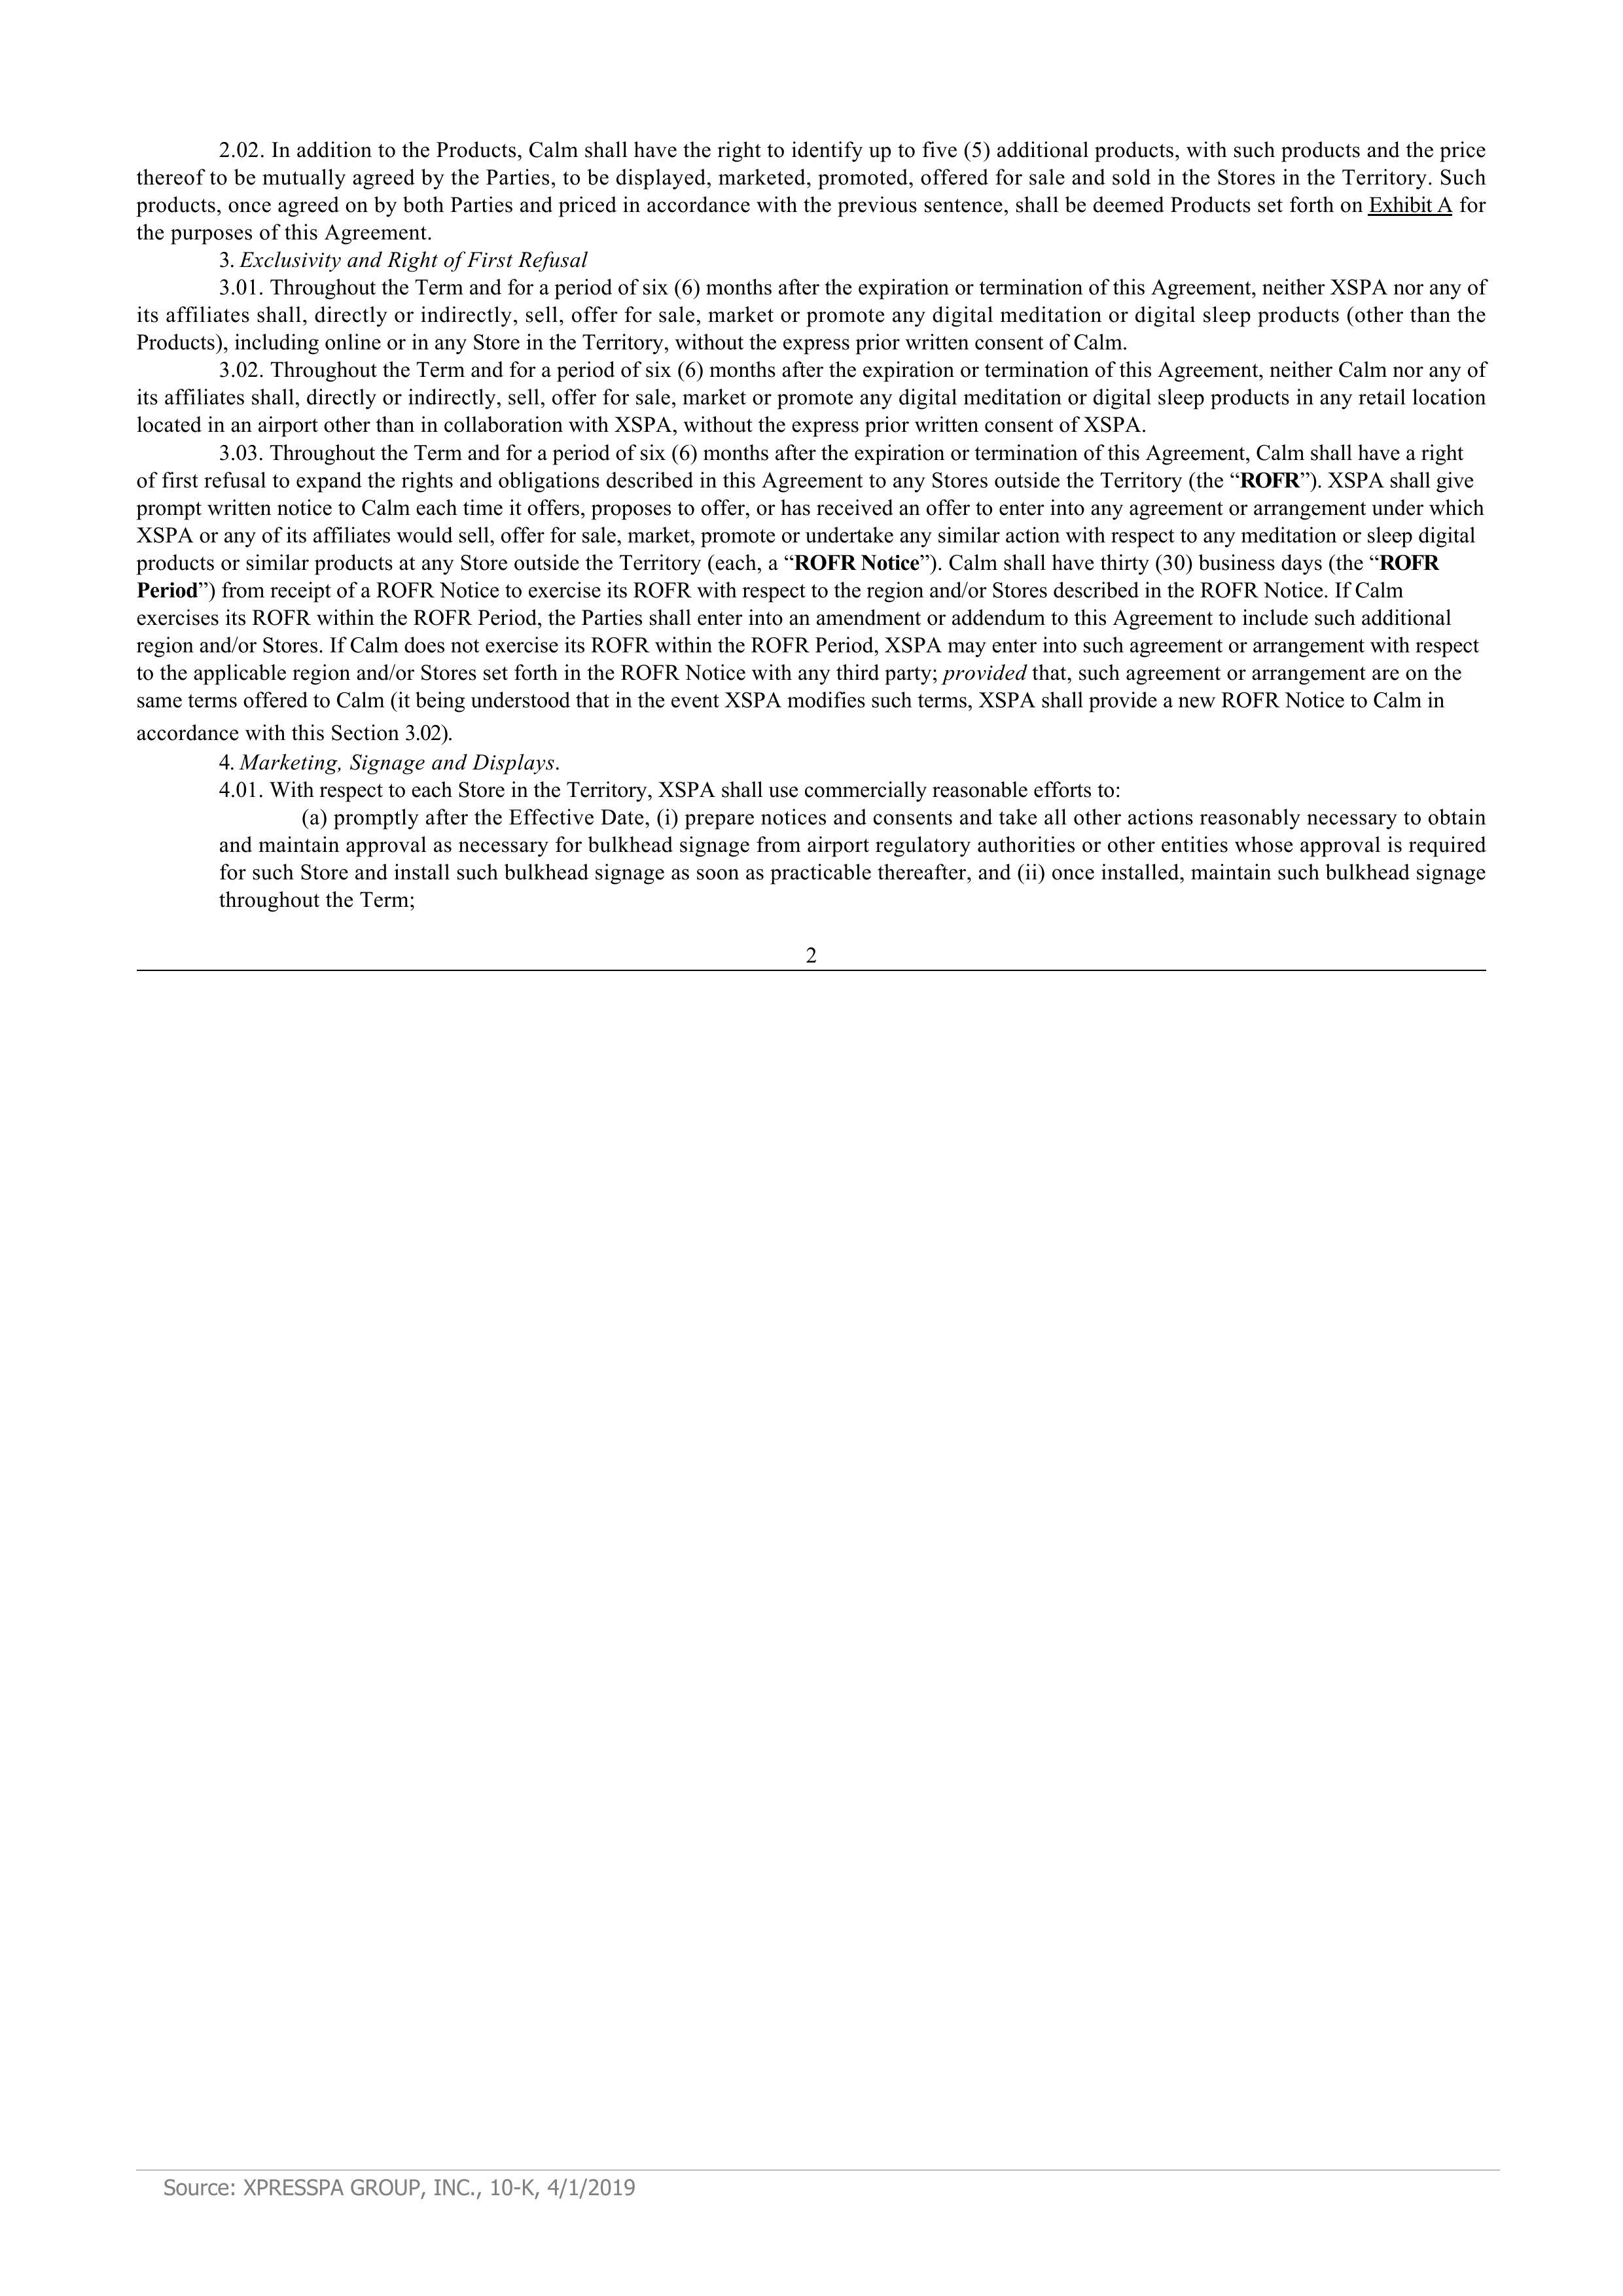 2.02. In addition to the Products, Calm shall have the right to identify up to five (5) additional products, with such products and the price
thereof to be mutually agreed by the Parties, to be displayed, marketed, promoted, offered for sale and sold in the Stores in the Territory. Such
products, once agreed on by both Parties and priced in accordance with the previous sentence, shall be deemed Products set forth on Exhibit A for
the purposes of this Agreement.
3. Exclusivity and Right of First Refusal
3.01. Throughout the Term and for a period of six (6) months after the expiration or termination of this Agreement, neither XSPA nor any of
its affiliates shall, directly or indirectly, sell, offer for sale, market or promote any digital meditation or digital sleep products (other than the
Products), including online or in any Store in the Territory, without the express prior written consent of Calm.
3.02. Throughout the Term and for a period of six (6) months after the expiration or termination of this Agreement, neither Calm nor any of
its affiliates shall, directly or indirectly, sell, offer for sale, market or promote any digital meditation or digital sleep products in any retail location
located in an airport other than in collaboration with XSPA, without the express prior written consent of XSPA.
3.03. Throughout the Term and for a period of six (6) months after the expiration or termination of this Agreement, Calm shall have a right
of first refusal to expand the rights and obligations described in this Agreement to any Stores outside the Territory (the “ROFR”). XSPA shall give
prompt written notice to Calm each time it offers, proposes to offer, or has received an offer to enter into any agreement or arrangement under which
XSPA or any of its affiliates would sell, offer for sale, market, promote or undertake any similar action with respect to any meditation or sleep digital
products or similar products at any Store outside the Territory (each, a “ROFR Notice”). Calm shall have thirty (30) business days (the “ROFR
Period”) from receipt of a ROFR Notice to exercise its ROFR with respect to the region and/or Stores described in the ROFR Notice. If Calm
exercises its ROFR within the ROFR Period, the Parties shall enter into an amendment or addendum to this Agreement to include such additional
region and/or Stores. If Calm does not exercise its ROFR within the ROFR Period, XSPA may enter into such agreement or arrangement with respect
to the applicable region and/or Stores set forth in the ROFR Notice with any third party; provided that, such agreement or arrangement are on the
same terms offered to Calm (it being understood that in the event XSPA modifies such terms, XSPA shall provide a new ROFR Notice to Calm in
accordance with this Section 3.02).
4. Marketing, Signage and Displays.
4.01. With respect to each Store in the Territory, XSPA shall use commercially reasonable efforts to:
(a) promptly after the Effective Date, (i) prepare notices and consents and take all other actions reasonably necessary to obtain
and maintain approval as necessary for bulkhead signage from airport regulatory authorities or other entities whose approval is required
for such Store and install such bulkhead signage as soon as practicable thereafter, and (ii) once installed, maintain such bulkhead signage
throughout the Term;
2
Source: XPRESSPA GROUP, INC., 10-K, 4/1/2019